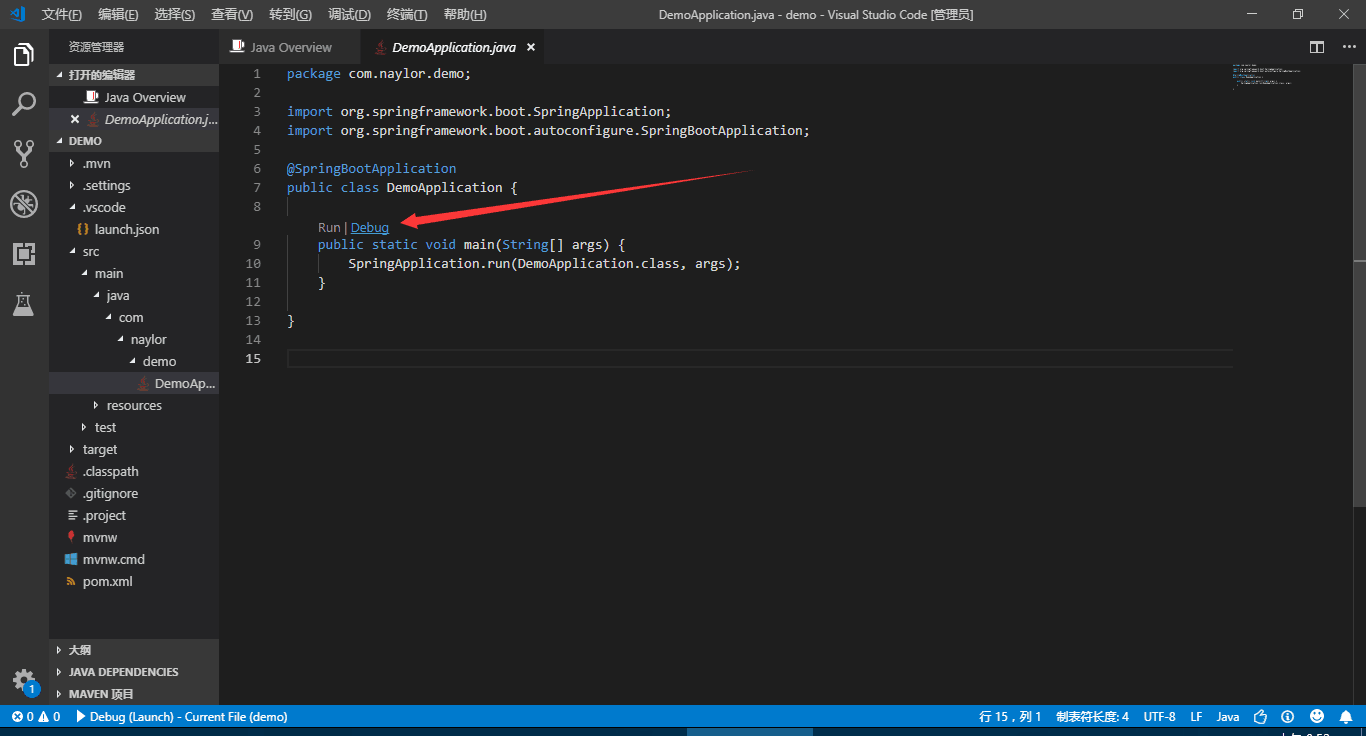 文件(F) 编辑(E) 选择(S) 查看(V) 转到(G) 调试(D) 终端(T) 帮助(H) DemoApplication.java - demo - Visual Studio Code [管理员]
资源管理器
打开的编辑器
Java Overview
DemoApplication.j...
DEMO
.mvn
.settings
.vscode
launch.json
src
main
java
com
naylor
demo
DemoAp...
resources
test
target
.classpath
.gitignore
.project
mvnw
mvnw.cmd
pom.xml
大纲
JAVA DEPENDENCIES
MAVEN 项目
1
Java Overview DemoApplication.java
1 package com.naylor.demo;
2
3 import org.springframework.boot.SpringApplication;
4 import org.springframework.boot.autoconfigure.SpringBootApplication;
5
6 @SpringBootApplication
7 public class DemoApplication {
8
Run | Debug
9 public static void main(String[] args) {
10 SpringApplication.run(DemoApplication.class, args);
11 }
12
13 }
14
15
0 0 Debug (Launch) - Current File (demo) 行 15，列 1 制表符长度: 4 UTF-8 LF Java